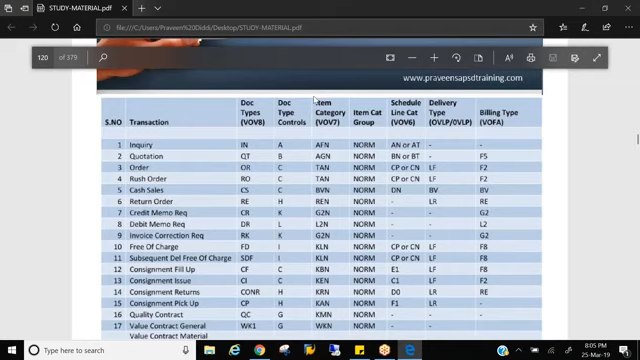 STUDY-MATERIAL.pdf
file:///C:/Users/Praveen%20Diddi/Desktop/STUDY-MATERIAL.pdf
120 of 379
www.praveensapsdtraining.com
S.NO Transaction Doc Types (VOV8) Doc Type Controls Item Category (VOV7) Item Cat Group Schedule Line Cat (VOV6) Delivery Type (OVLP/0VLP) Billing Type (VOFA)
1 Inquiry IN A AFN NORM AN or AT - -
2 Quotation QT B AGN NORM BN or BT - F5
3 Order OR C TAN NORM CP or CN LF F2
4 Rush Order RO C TAN NORM CP or CN LF F2
5 Cash Sales CS C BVN NORM DN BV BV
6 Return Order RE H REN NORM - LR RE
7 Credit Memo Req CR K G2N NORM - G2
8 Debit Memo Req DR L L2N NORM - L2
9 Invoice Correction Req RK K G2N NORM - G2
10 Free Of Charge FD I KLN NORM CP or CN LF F8
11 Subsequent Del Free Of Charge SDF I KLN NORM CP or CN LF F8
12 Consignment Fill Up CF C KBN NORM E1 LF F8
13 Consignment Issue CI C KEN NORM C1 LF F2
14 Consignment Returns CONR H KRN NORM D0 LR RE
15 Consignment Pick Up CP H KAN NORM F1 LR -
16 Quality Contract QC G KMN NORM - - -
17 Value Contract General WK1 G WKN NORM - - -
Value Contract Material
8:05 PM
25-Mar-19